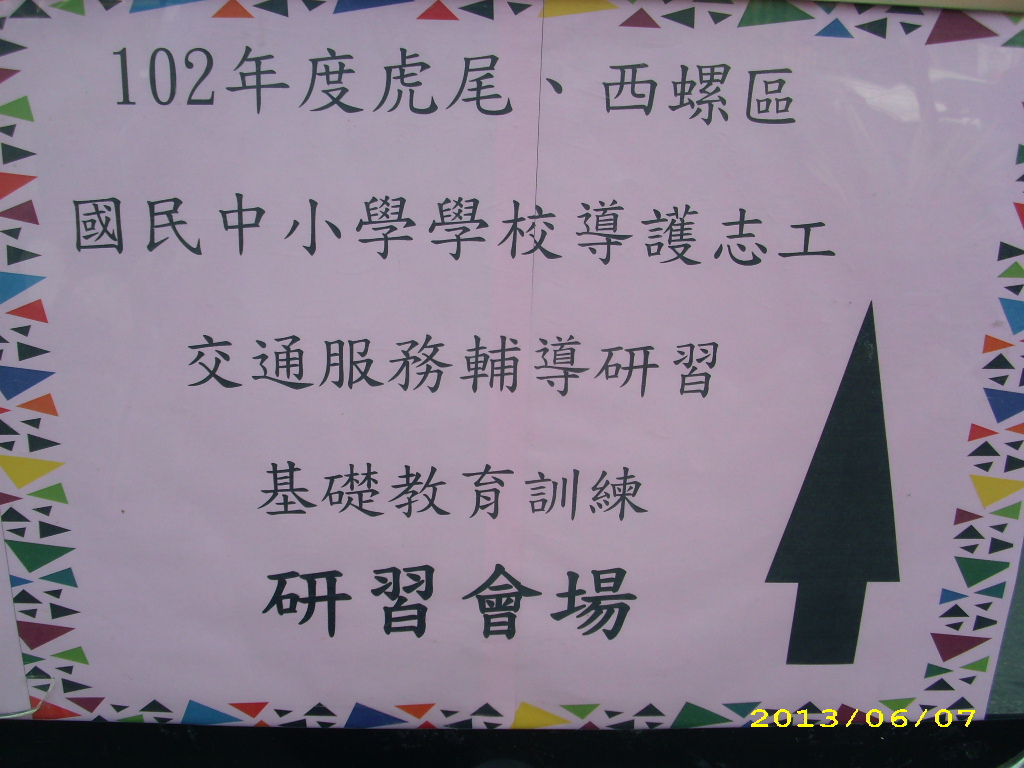 102年度虎尾、西螺區
國民中小學學校導護志工
交通服務輔導研習
基礎教育訓練
研習會場
2013/06/07